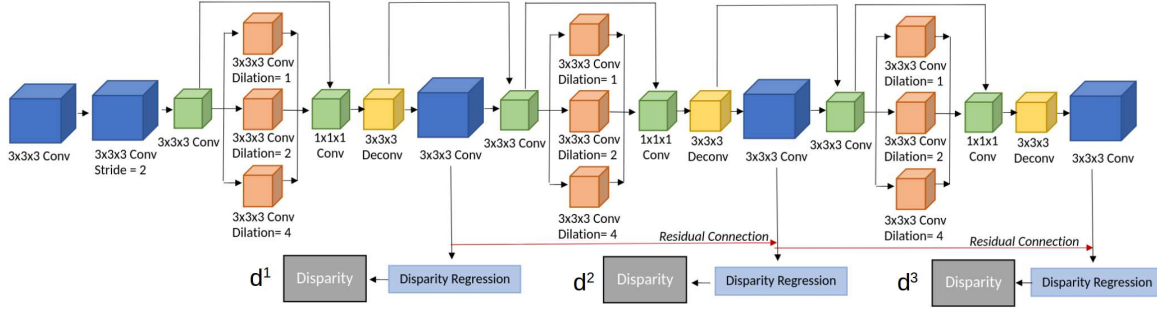 3x3x3 Conv
3x3x3 Conv
Stride = 2
3x3x3 Conv
3x3x3 Conv
Dilation= 1
3x3x3 Conv
Dilation= 2
3x3x3 Conv
Dilation= 4
1x1x1
Conv
3x3x3
Deconv
3x3x3 Conv
3x3x3 Conv
3x3x3 Conv
Dilation= 1
3x3x3 Conv
Dilation= 2
3x3x3 Conv
Dilation= 4
1x1x1
Conv
3x3x3
Deconv
3x3x3 Conv
3x3x3 Conv
3x3x3 Conv
Dilation= 1
3x3x3 Conv
Dilation= 2
3x3x3 Conv
Dilation= 4
1x1x1
Conv
3x3x3
Deconv
3x3x3 Conv
Residual Connection
Residual Connection
d¹
Disparity
Disparity Regression
d²
Disparity
Disparity Regression
d³
Disparity
Disparity Regression